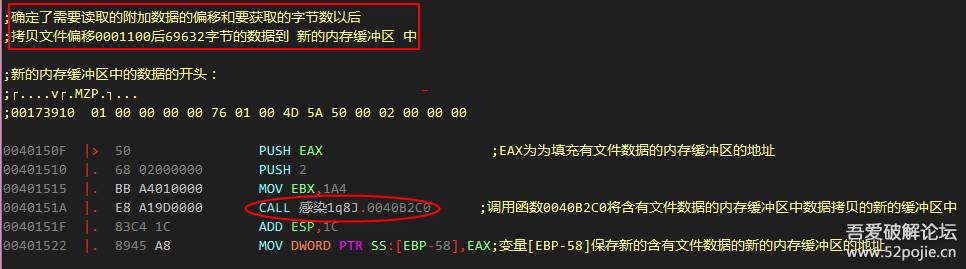 ;确定了需要读取的附加数据的偏移和要获取的字节数以后
;拷贝文件偏移0001100后69632字节的数据到 新的内存缓冲区 中
;新的内存缓冲区中的数据的开头：
;┌....v┌.MZP.┐...
;00173910 01 00 00 00 00 76 01 00 4D 5A 50 00 02 00 00 00
0040150F |> 50 PUSH EAX ;EAX为为填充有文件数据的内存缓冲区的地址
00401510 |. 68 02000000 PUSH 2
00401515 |. BB A4010000 MOV EBX,1A4
0040151A |. E8 A19D0000 CALL 感染1q8J.0040B2C0 ;调用函数0040B2C0将含有文件数据的内存缓冲区中数据拷贝的新的缓冲区中
0040151F |. 83C4 1C ADD ESP,1C
00401522 |. 8945 A8 MOV DWORD PTR SS:[EBP-58],EAX;变量[EBP-58]保存新的含有文件数据的新的内存缓冲区的地址
吾爱破解论坛
www.52pojie.cn